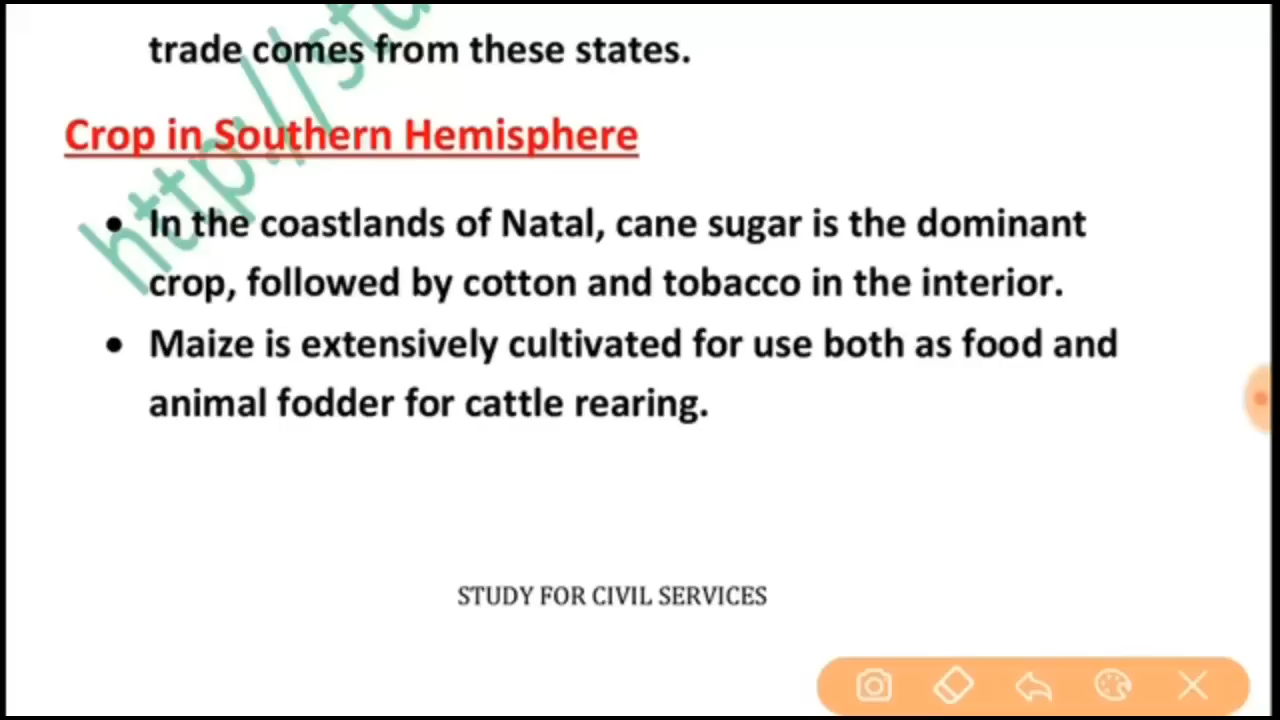 trade comes from these states.
Crop in Southern Hemisphere
• In the coastlands of Natal, cane sugar is the dominant
crop, followed by cotton and tobacco in the interior.
• Maize is extensively cultivated for use both as food and
animal fodder for cattle rearing.
STUDY FOR CIVIL SERVICES
http://stu